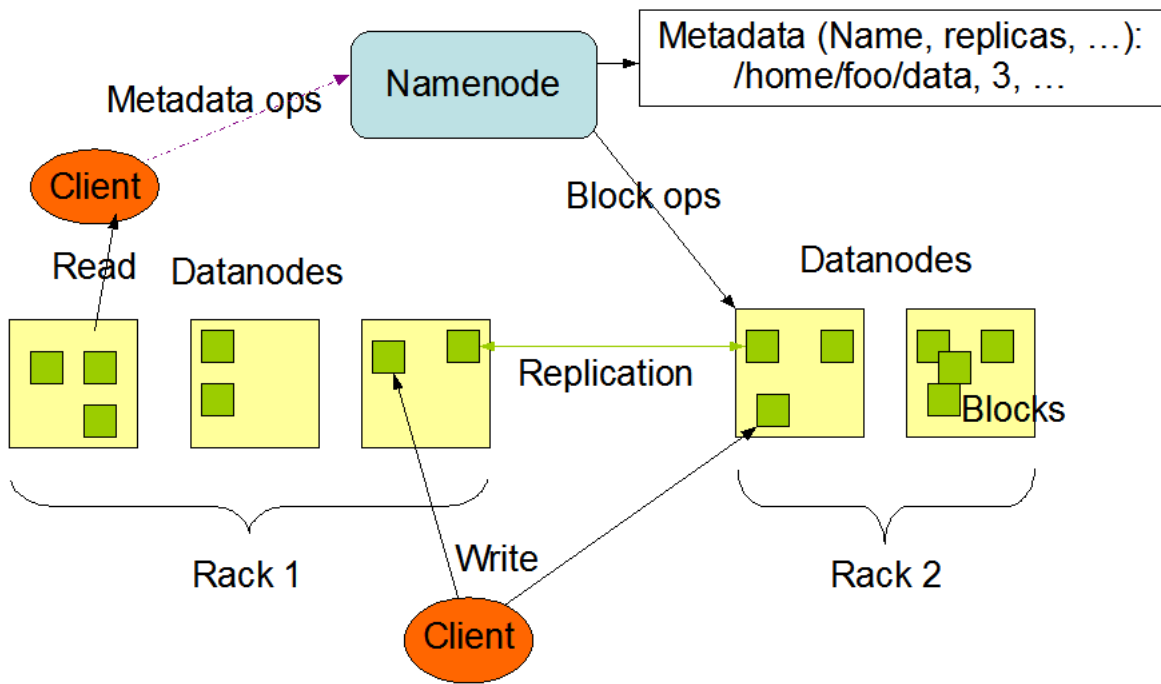 Metadata (Name, replicas, …):
/home/foo/data, 3, …
Namenode
Metadata ops
Client
Block ops
Read
Datanodes
Datanodes
Replication
Blocks
Rack 1
Write
Rack 2
Client